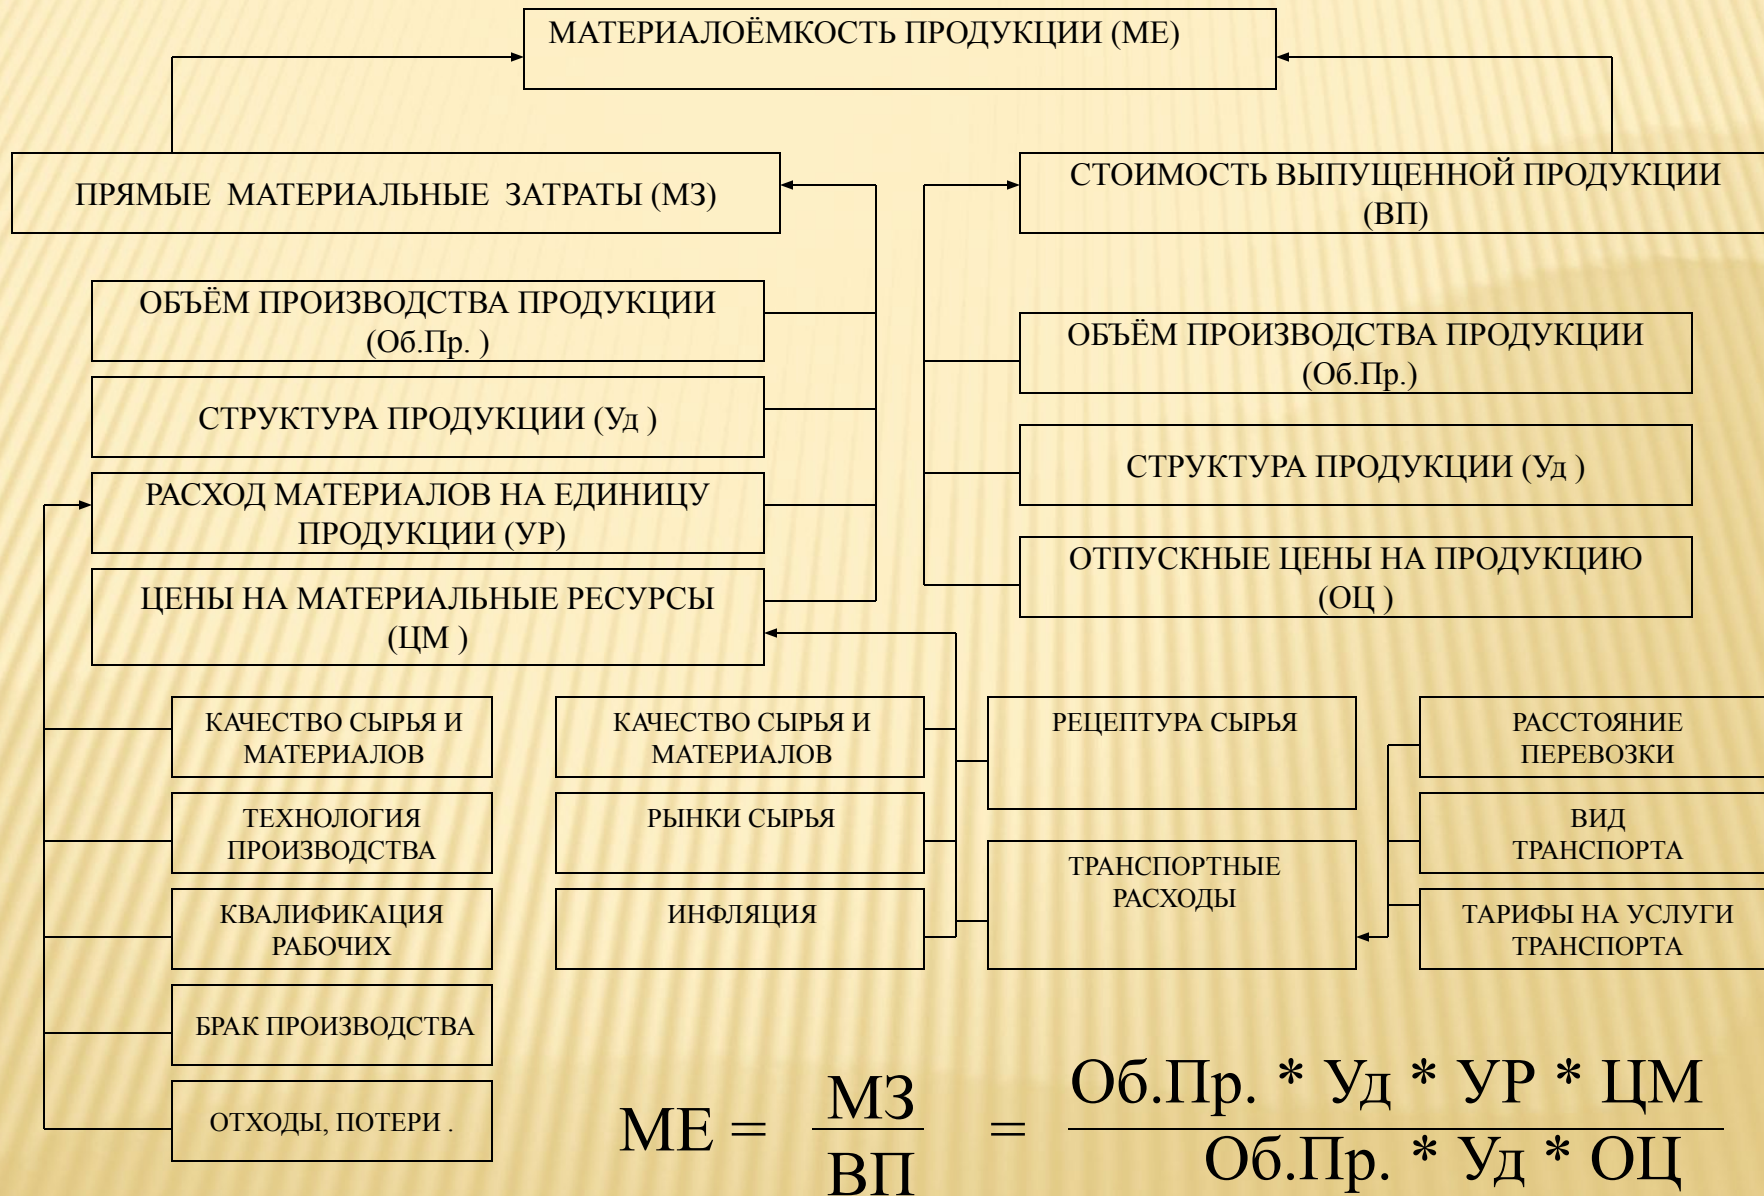 МАТЕРИАЛОЁМКОСТЬ ПРОДУКЦИИ (МЕ)
ПРЯМЫЕ МАТЕРИАЛЬНЫЕ ЗАТРАТЫ (МЗ)
СТОИМОСТЬ ВЫПУЩЕННОЙ ПРОДУКЦИИ
(ВП)
ОБЪЁМ ПРОИЗВОДСТВА ПРОДУКЦИИ
(Об.Пр. )
СТРУКТУРА ПРОДУКЦИИ (Уд )
РАСХОД МАТЕРИАЛОВ НА ЕДИНИЦУ
ПРОДУКЦИИ (УР)
ЦЕНЫ НА МАТЕРИАЛЬНЫЕ РЕСУРСЫ
(ЦМ )
ОБЪЁМ ПРОИЗВОДСТВА ПРОДУКЦИИ
(Об.Пр.)
СТРУКТУРА ПРОДУКЦИИ (Уд )
ОТПУСКНЫЕ ЦЕНЫ НА ПРОДУКЦИЮ
(ОЦ )
КАЧЕСТВО СЫРЬЯ И
МАТЕРИАЛОВ
ТЕХНОЛОГИЯ
ПРОИЗВОДСТВА
КВАЛИФИКАЦИЯ
РАБОЧИХ
БРАК ПРОИЗВОДСТВА
ОТХОДЫ, ПОТЕРИ .
КАЧЕСТВО СЫРЬЯ И
МАТЕРИАЛОВ
РЫНКИ СЫРЬЯ
ИНФЛЯЦИЯ
РЕЦЕПТУРА СЫРЬЯ
ТРАНСПОРТНЫЕ
РАСХОДЫ
РАССТОЯНИЕ
ПЕРЕВОЗКИ
ВИД
ТРАНСПОРТА
ТАРИФЫ НА УСЛУГИ
ТРАНСПОРТА
МЗ
Об.Пр. * Уд * УР * ЦМ
МЕ = =
ВП
Об.Пр. * Уд * ОЦ